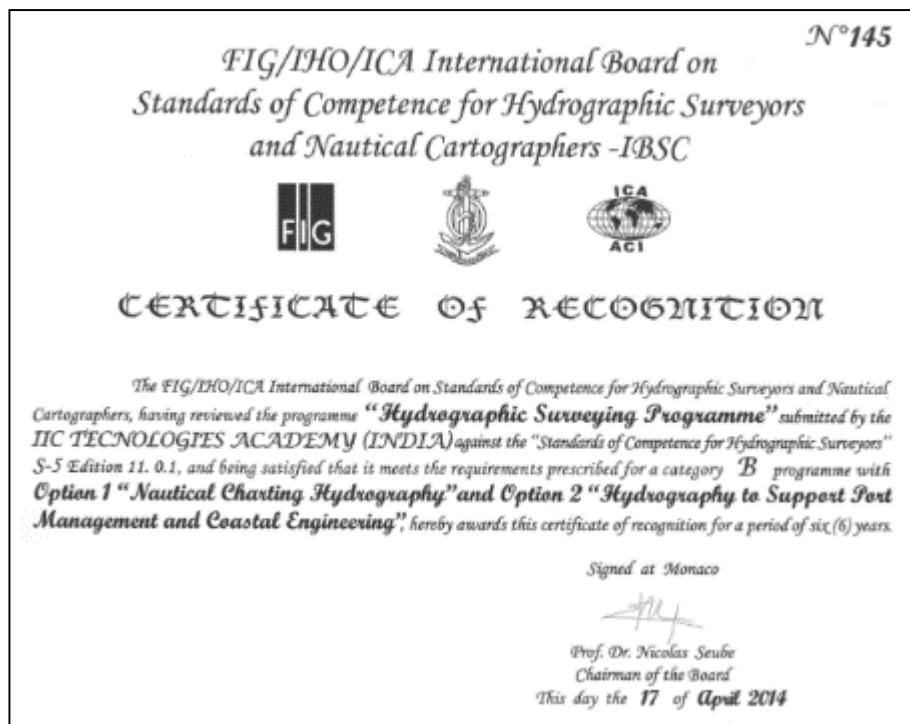 N°145
FIG/IHO/ICA International Board on
Standards of Competence for Hydrographic Surveyors
and Nautical Cartographers -IBSC
FIG
ICA
ACI
CERTIFICATE OF RECOGNITION
The FIG/IHO/ICA International Board on Standards of Competence for Hydrographic Surveyors and Nautical
Cartographers, having reviewed the programme “Hydrographic Surveying Programme” submitted by the
IIC TECNOLOGIES ACADEMY (INDIA) against the "Standards of Competence for Hydrographic Surveyors"
S-5 Edition 11. 0.1, and being satisfied that it meets the requirements prescribed for a category B programme with
Option 1 “Nautical Charting Hydrography” and Option 2 “Hydrography to Support Port
Management and Coastal Engineering”, hereby awards this certificate of recognition for a period of six (6) years.
Signed at Monaco
Prof. Dr. Nicolas Seube
Chairman of the Board
This day the 17 of April 2014